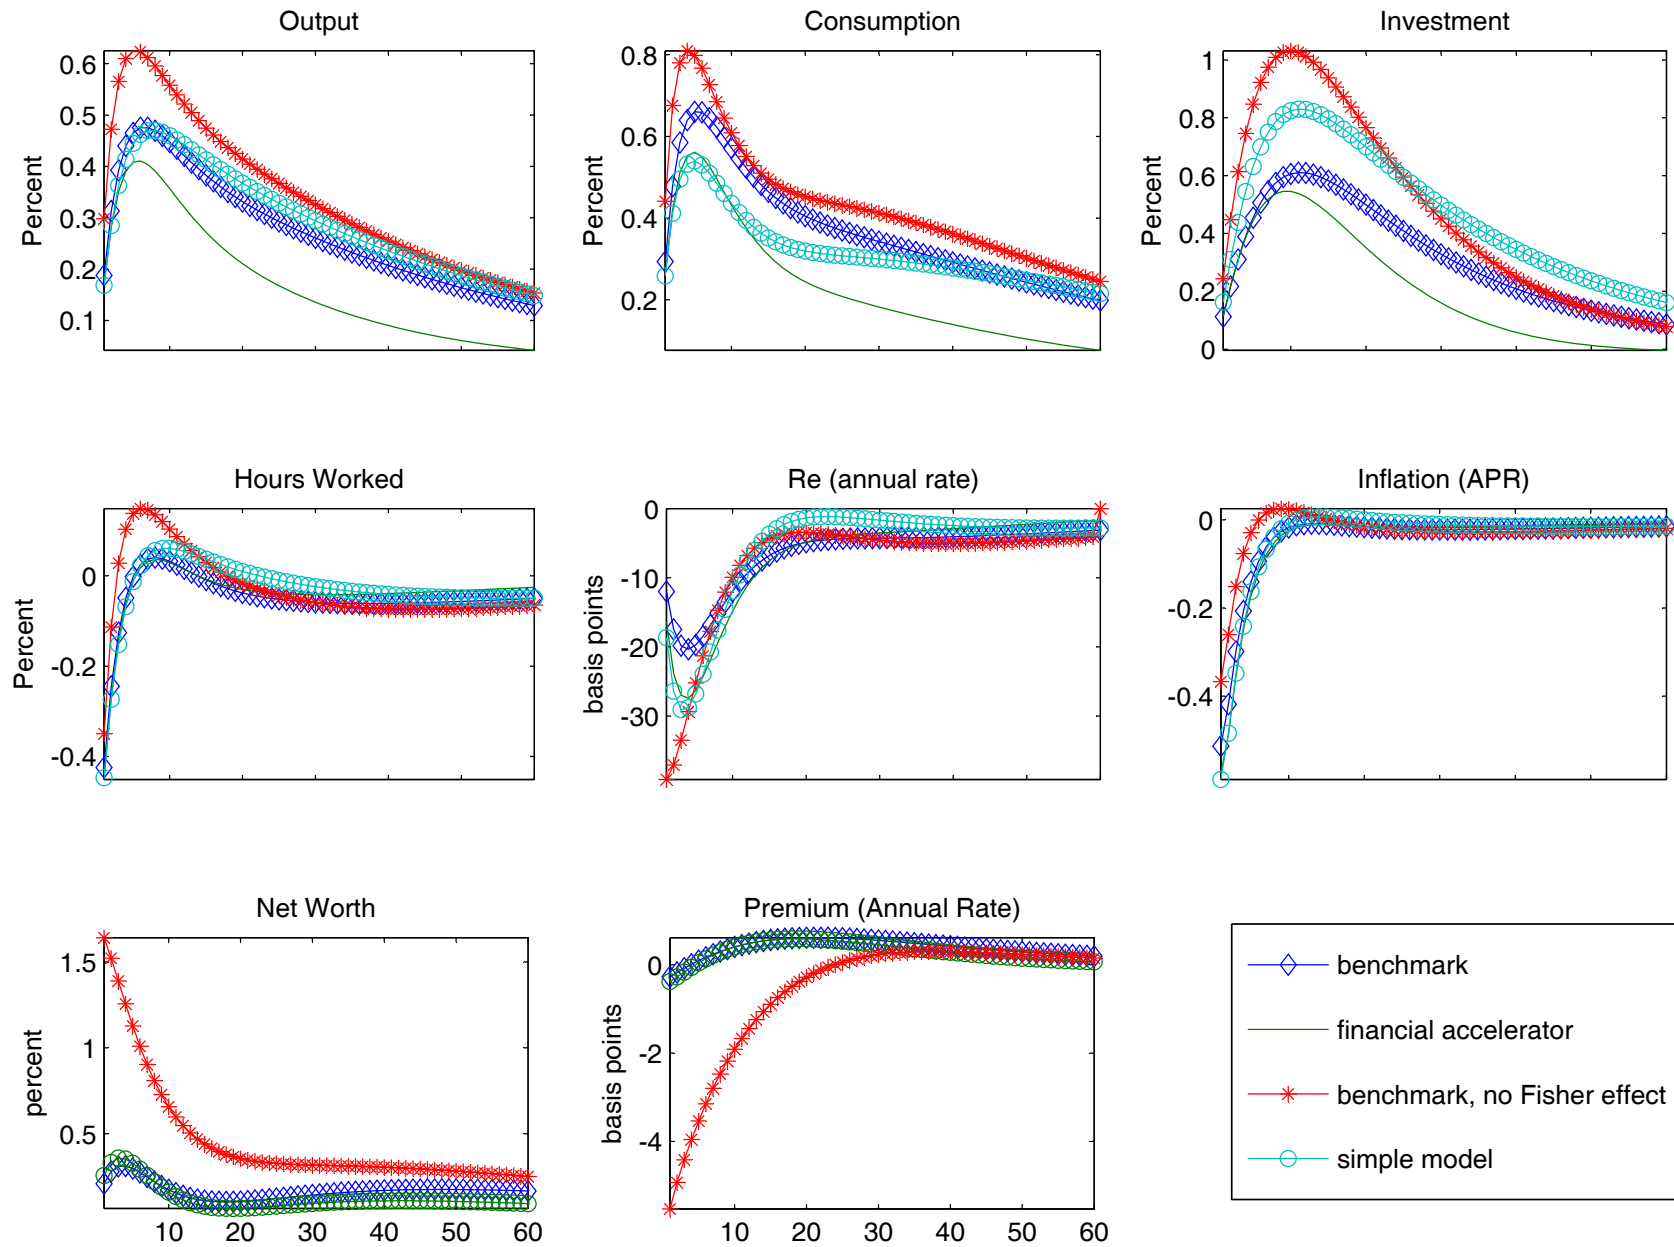 Output
Percent
0.6
0.5
0.4
0.3
0.2
0.1
Consumption
Percent
0.8
0.6
0.4
0.2
Investment
Percent
1
0.8
0.6
0.4
0.2
0
Hours Worked
Percent
0
-0.2
-0.4
Re (annual rate)
basis points
0
-10
-20
-30
Inflation (APR)
0
-0.2
-0.4
Net Worth
percent
1.5
1
0.5
10 20 30 40 50 60
Premium (Annual Rate)
basis points
0
-2
-4
10 20 30 40 50 60
benchmark
financial accelerator
benchmark, no Fisher effect
simple model